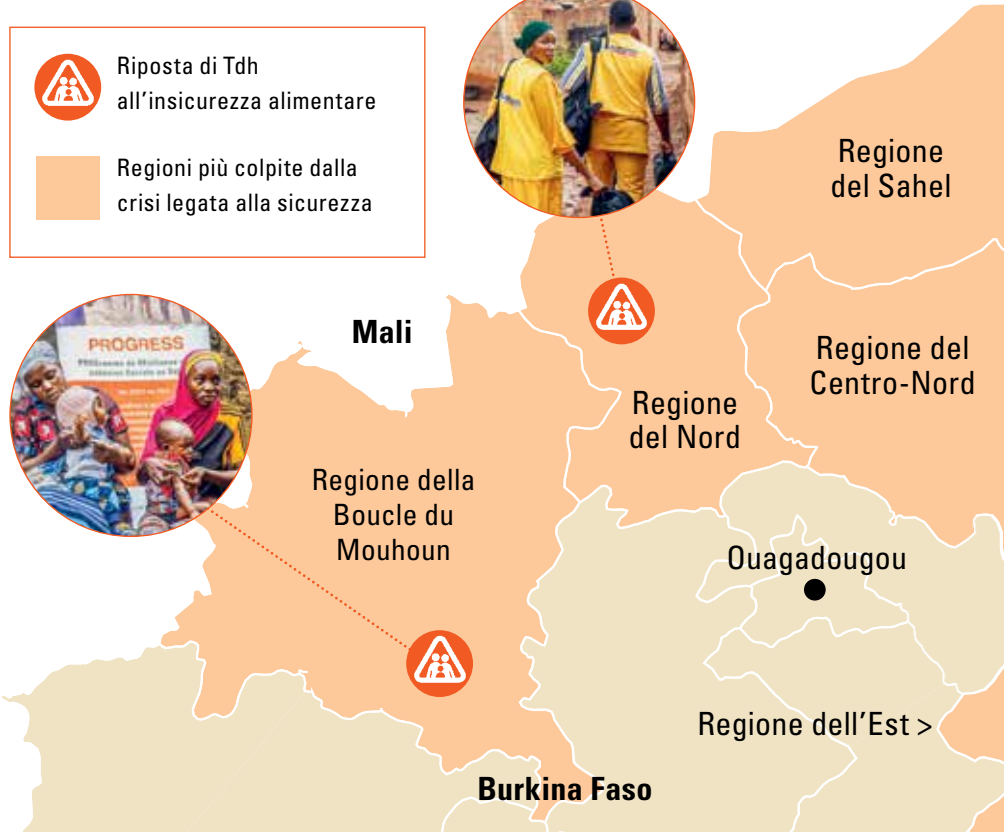 Riposta di Tdh
all'insicurezza alimentare
Regioni più colpite dalla
crisi legata alla sicurezza
Regione
del Sahel
Mali
PROGRESS
Regione del
Centro-Nord
Regione
del Nord
Regione della
Boucle du
Mouhoun
Ouagadougou
Regione dell'Est >
Burkina Faso